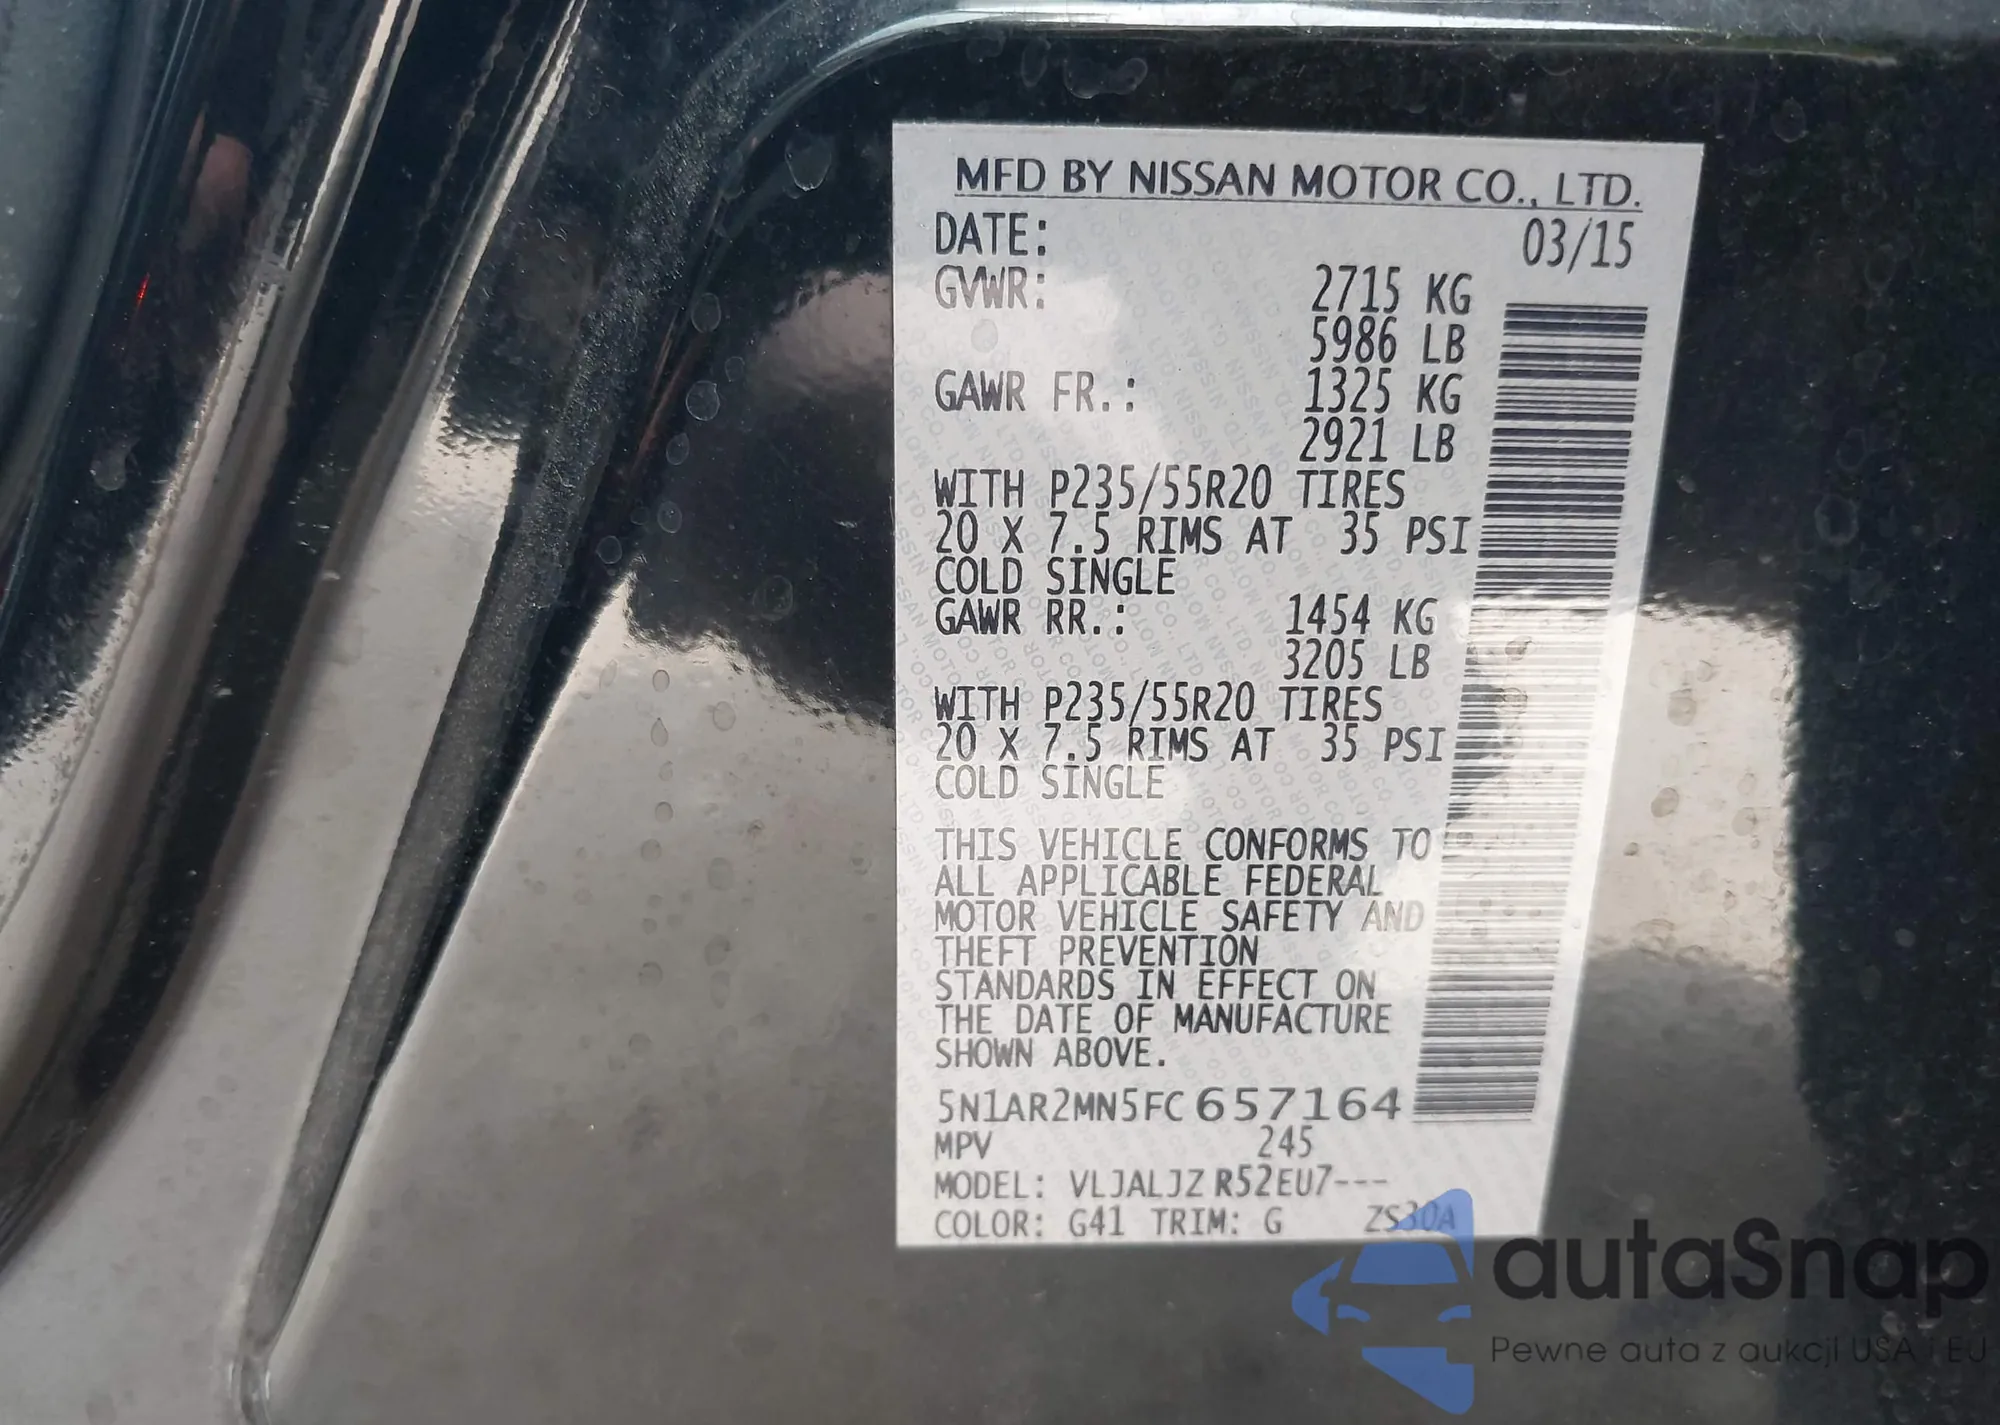 MFD BY NISSAN MOTOR CO., LTD.
DATE: 03/15
GVWR: 2715 KG
5986 LB
GAWR FR.: 1325 KG
2921 LB
WITH P235/55R20 TIRES
20 X 7.5 RIMS AT 35 PSI
COLD SINGLE
GAWR RR.: 1454 KG
3205 LB
WITH P235/55R20 TIRES
20 X 7.5 RIMS AT 35 PSI
COLD SINGLE
THIS VEHICLE CONFORMS TO
ALL APPLICABLE FEDERAL
MOTOR VEHICLE SAFETY AND
THEFT PREVENTION
STANDARDS IN EFFECT ON
THE DATE OF MANUFACTURE
SHOWN ABOVE.
5N1AR2MN5FC657164
MPV 245
MODEL: VLJALJZ R52EU7---
COLOR: G41 TRIM: G ZS30A
autaSnap
Pewne auta z aukcji USA i EU